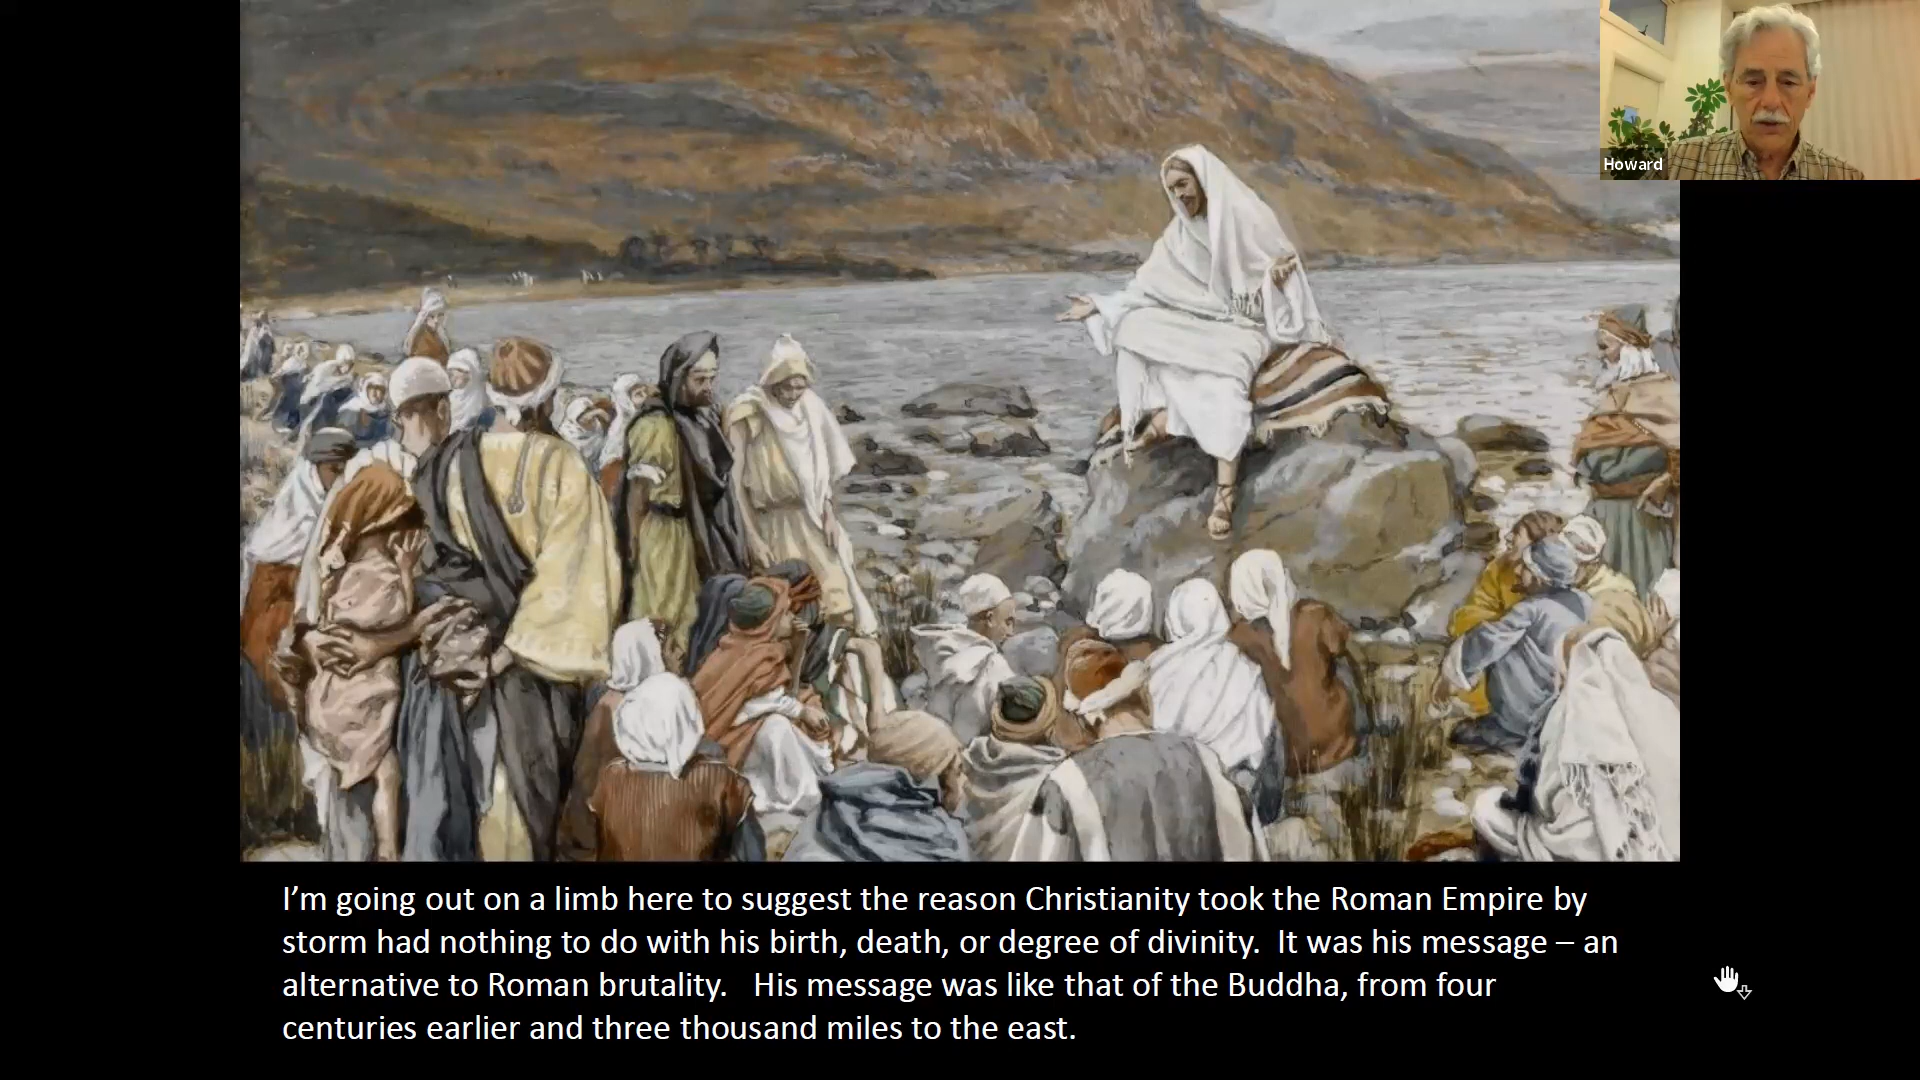 Howard
I’m going out on a limb here to suggest the reason Christianity took the Roman Empire by
storm had nothing to do with his birth, death, or degree of divinity.  It was his message – an
alternative to Roman brutality.   His message was like that of the Buddha, from four
centuries earlier and three thousand miles to the east.